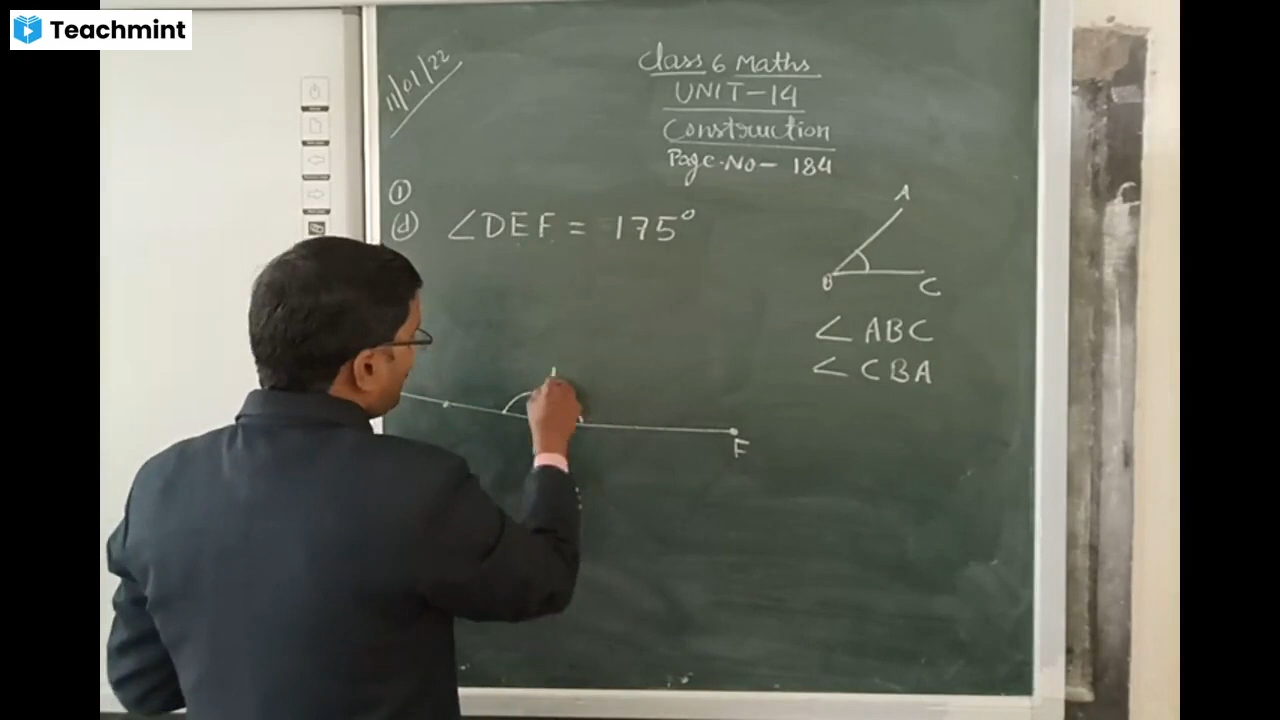 Teachmint
11/01/22
Class 6 Maths
UNIT-14
Construction
Page.No- 184
①
(d) ∠DEF = 175°
A
B
C
∠ABC
∠CBA
F